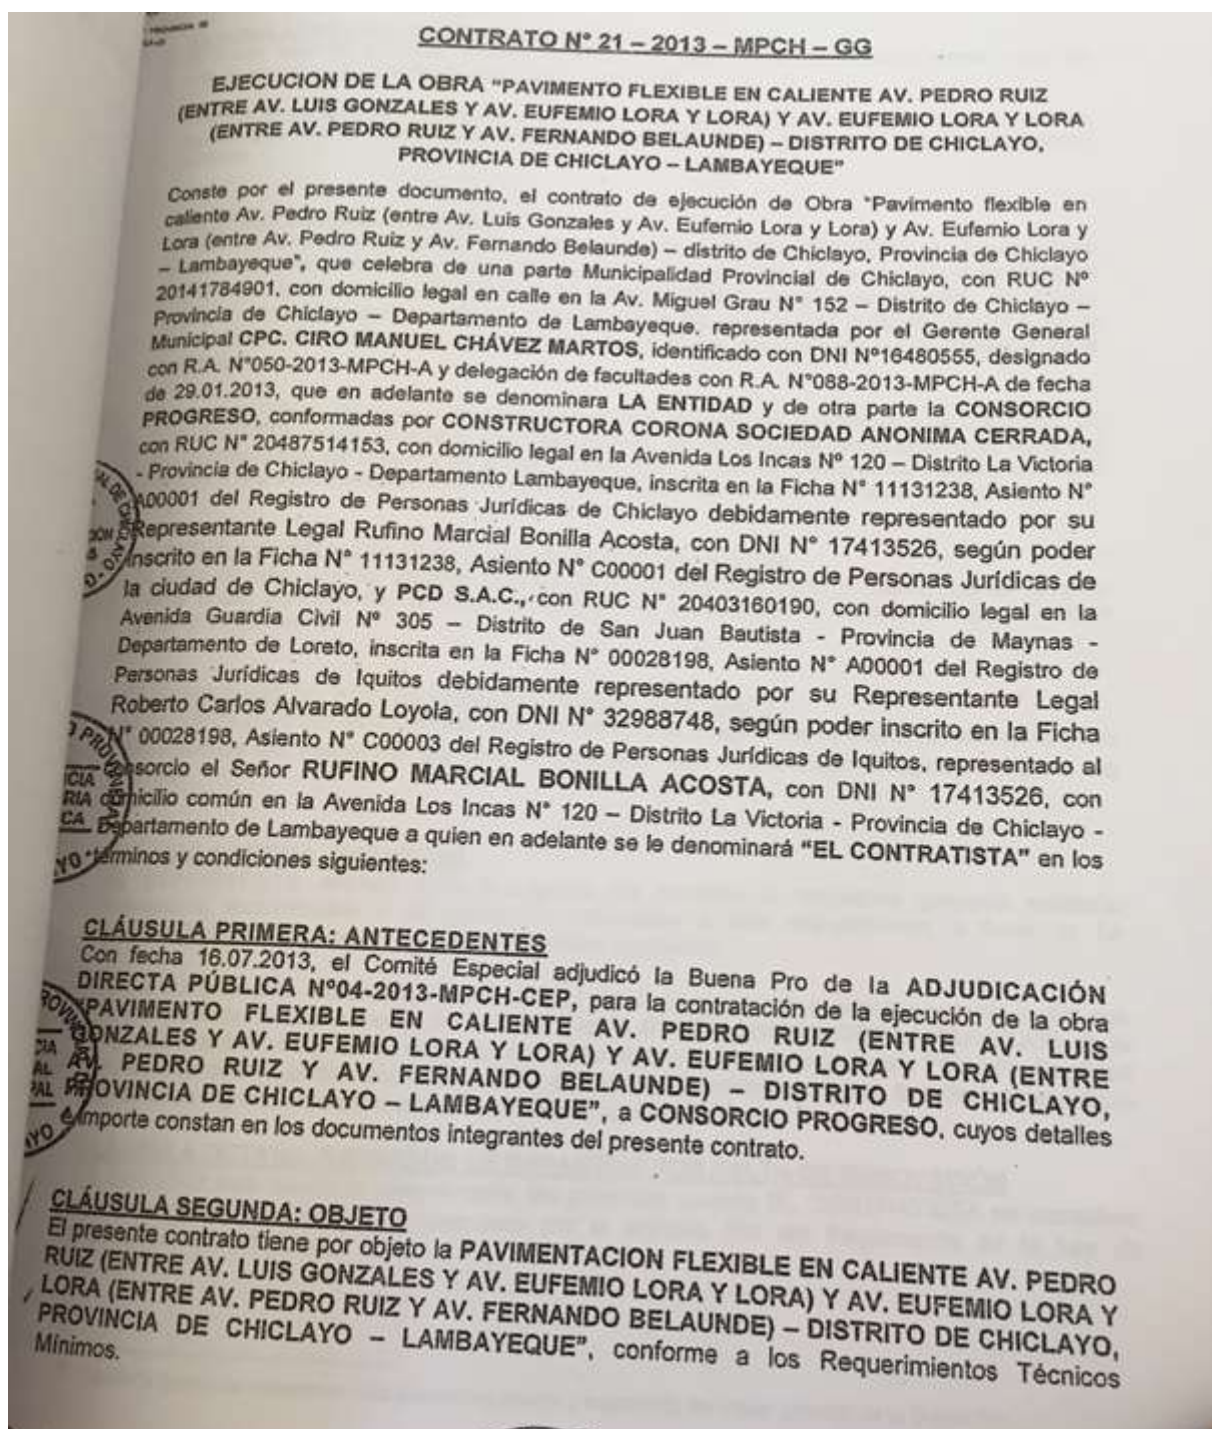 CONTRATO N° 21 – 2013 – MPCH – GG
EJECUCION DE LA OBRA "PAVIMENTO FLEXIBLE EN CALIENTE AV. PEDRO RUIZ
(ENTRE AV. LUIS GONZALES Y AV. EUFEMIO LORA Y LORA) Y AV. EUFEMIO LORA Y LORA
(ENTRE AV. PEDRO RUIZ Y AV. FERNANDO BELAUNDE) – DISTRITO DE CHICLAYO,
PROVINCIA DE CHICLAYO – LAMBAYEQUE"
Conste por el presente documento, el contrato de ejecución de Obra "Pavimento flexible en
caliente Av. Pedro Ruiz (entre Av. Luis Gonzales y Av. Eufemio Lora y Lora) y Av. Eufemio Lora y
Lora (entre Av. Pedro Ruiz y Av. Fernando Belaunde) – distrito de Chiclayo, Provincia de Chiclayo
– Lambayeque", que celebra de una parte Municipalidad Provincial de Chiclayo, con RUC Nº
20141784901, con domicilio legal en calle en la Av. Miguel Grau N° 152 – Distrito de Chiclayo –
Provincia de Chiclayo – Departamento de Lambayeque, representada por el Gerente General
Municipal CPC. CIRO MANUEL CHÁVEZ MARTOS, identificado con DNI Nº16480555, designado
con R.A. N°050-2013-MPCH-A y delegación de facultades con R.A. N°088-2013-MPCH-A de fecha
de 29.01.2013, que en adelante se denominara LA ENTIDAD y de otra parte la CONSORCIO
PROGRESO, conformadas por CONSTRUCTORA CORONA SOCIEDAD ANONIMA CERRADA,
con RUC N° 20487514153, con domicilio legal en la Avenida Los Incas Nº 120 – Distrito La Victoria
- Provincia de Chiclayo - Departamento Lambayeque, inscrita en la Ficha N° 11131238, Asiento N°
A00001 del Registro de Personas Jurídicas de Chiclayo debidamente representado por su
Representante Legal Rufino Marcial Bonilla Acosta, con DNI N° 17413526, según poder
inscrito en la Ficha N° 11131238, Asiento N° C00001 del Registro de Personas Jurídicas de
la ciudad de Chiclayo, y PCD S.A.C., con RUC N° 20403160190, con domicilio legal en la
Avenida Guardia Civil Nº 305 – Distrito de San Juan Bautista - Provincia de Maynas -
Departamento de Loreto, inscrita en la Ficha N° 00028198, Asiento N° A00001 del Registro de
Personas Jurídicas de Iquitos debidamente representado por su Representante Legal
Roberto Carlos Alvarado Loyola, con DNI N° 32988748, según poder inscrito en la Ficha
N° 00028198, Asiento N° C00003 del Registro de Personas Jurídicas de Iquitos, representado al
consorcio el Señor RUFINO MARCIAL BONILLA ACOSTA, con DNI N° 17413526, con
domicilio común en la Avenida Los Incas N° 120 – Distrito La Victoria - Provincia de Chiclayo -
Departamento de Lambayeque a quien en adelante se le denominará "EL CONTRATISTA" en los
términos y condiciones siguientes:
CLÁUSULA PRIMERA: ANTECEDENTES
Con fecha 16.07.2013, el Comité Especial adjudicó la Buena Pro de la ADJUDICACIÓN
DIRECTA PÚBLICA Nº04-2013-MPCH-CEP, para la contratación de la ejecución de la obra
"PAVIMENTO FLEXIBLE EN CALIENTE AV. PEDRO RUIZ (ENTRE AV. LUIS
GONZALES Y AV. EUFEMIO LORA Y LORA) Y AV. EUFEMIO LORA Y LORA (ENTRE
AV. PEDRO RUIZ Y AV. FERNANDO BELAUNDE) – DISTRITO DE CHICLAYO,
PROVINCIA DE CHICLAYO – LAMBAYEQUE", a CONSORCIO PROGRESO, cuyos detalles
e importe constan en los documentos integrantes del presente contrato.
CLÁUSULA SEGUNDA: OBJETO
El presente contrato tiene por objeto la PAVIMENTACION FLEXIBLE EN CALIENTE AV. PEDRO
RUIZ (ENTRE AV. LUIS GONZALES Y AV. EUFEMIO LORA Y LORA) Y AV. EUFEMIO LORA Y
LORA (ENTRE AV. PEDRO RUIZ Y AV. FERNANDO BELAUNDE) – DISTRITO DE CHICLAYO,
PROVINCIA DE CHICLAYO – LAMBAYEQUE", conforme a los Requerimientos Técnicos
Mínimos.